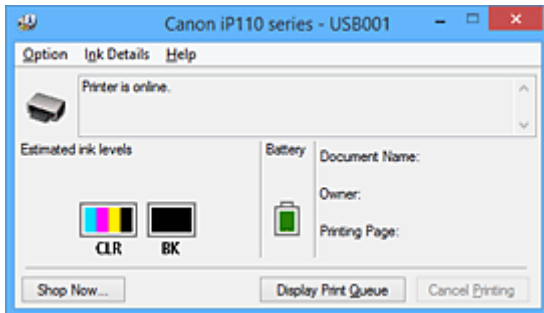 Canon iP110 series - USB001
Option Ink Details Help
Printer is online.
Estimated ink levels
CLR BK
Battery
Document Name:
Owner:
Printing Page:
Shop Now... Display Print Queue Cancel Printing